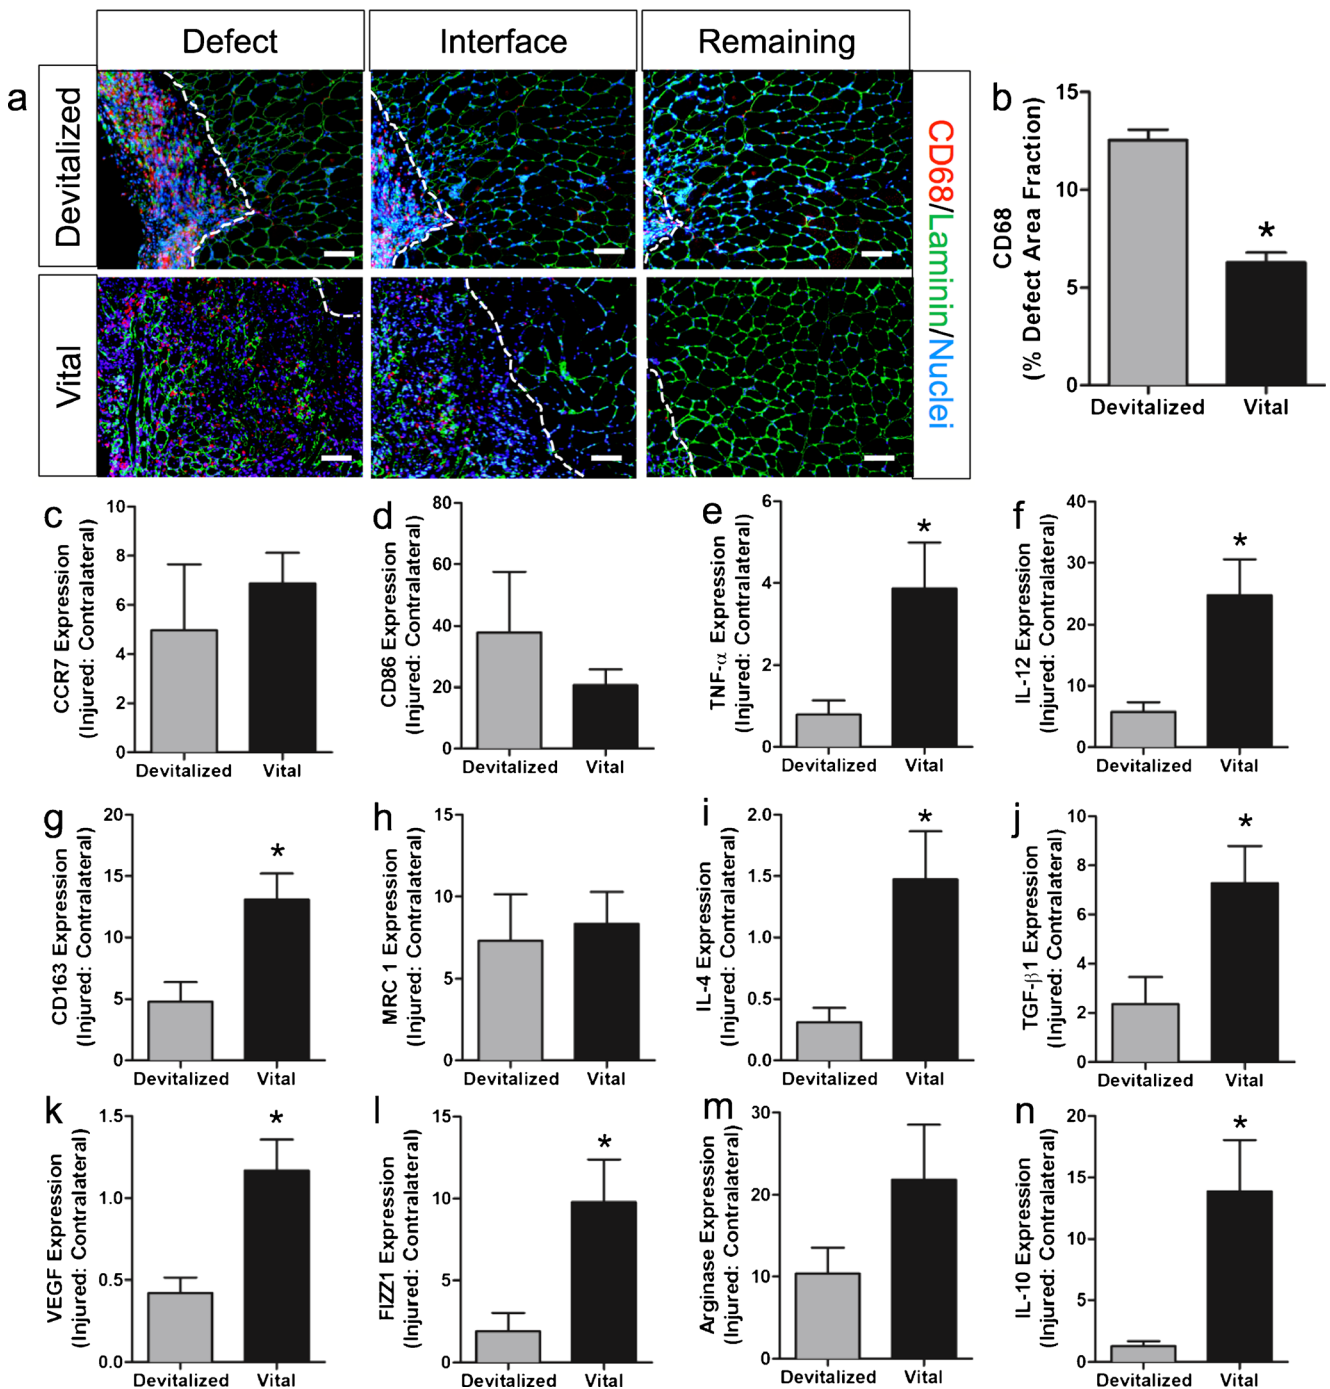 Defect
Interface
Remaining
a
Devitalized
Vital
CD68/Laminin/Nuclei
b
CD68
(% Defect Area Fraction)
15
10
5
0
Devitalized
Vital
*
c
CCR7 Expression
(Injured: Contralateral)
10
8
6
4
2
0
Devitalized
Vital
d
CD86 Expression
(Injured: Contralateral)
80
60
40
20
0
Devitalized
Vital
e
TNF-α Expression
(Injured: Contralateral)
6
4
2
0
Devitalized
Vital
*
f
IL-12 Expression
(Injured: Contralateral)
40
30
20
10
0
Devitalized
Vital
*
g
CD163 Expression
(Injured: Contralateral)
20
15
10
5
0
Devitalized
Vital
*
h
MRC 1 Expression
(Injured: Contralateral)
15
10
5
0
Devitalized
Vital
i
IL-4 Expression
(Injured: Contralateral)
2.0
1.5
1.0
0.5
0.0
Devitalized
Vital
*
j
TGF-β1 Expression
(Injured: Contralateral)
10
8
6
4
2
0
Devitalized
Vital
*
k
VEGF Expression
(Injured: Contralateral)
1.5
1.0
0.5
0.0
Devitalized
Vital
*
l
FIZZ1 Expression
(Injured: Contralateral)
15
10
5
0
Devitalized
Vital
*
m
Arginase Expression
(Injured: Contralateral)
30
20
10
0
Devitalized
Vital
n
IL-10 Expression
(Injured: Contralateral)
20
15
10
5
0
Devitalized
Vital
*